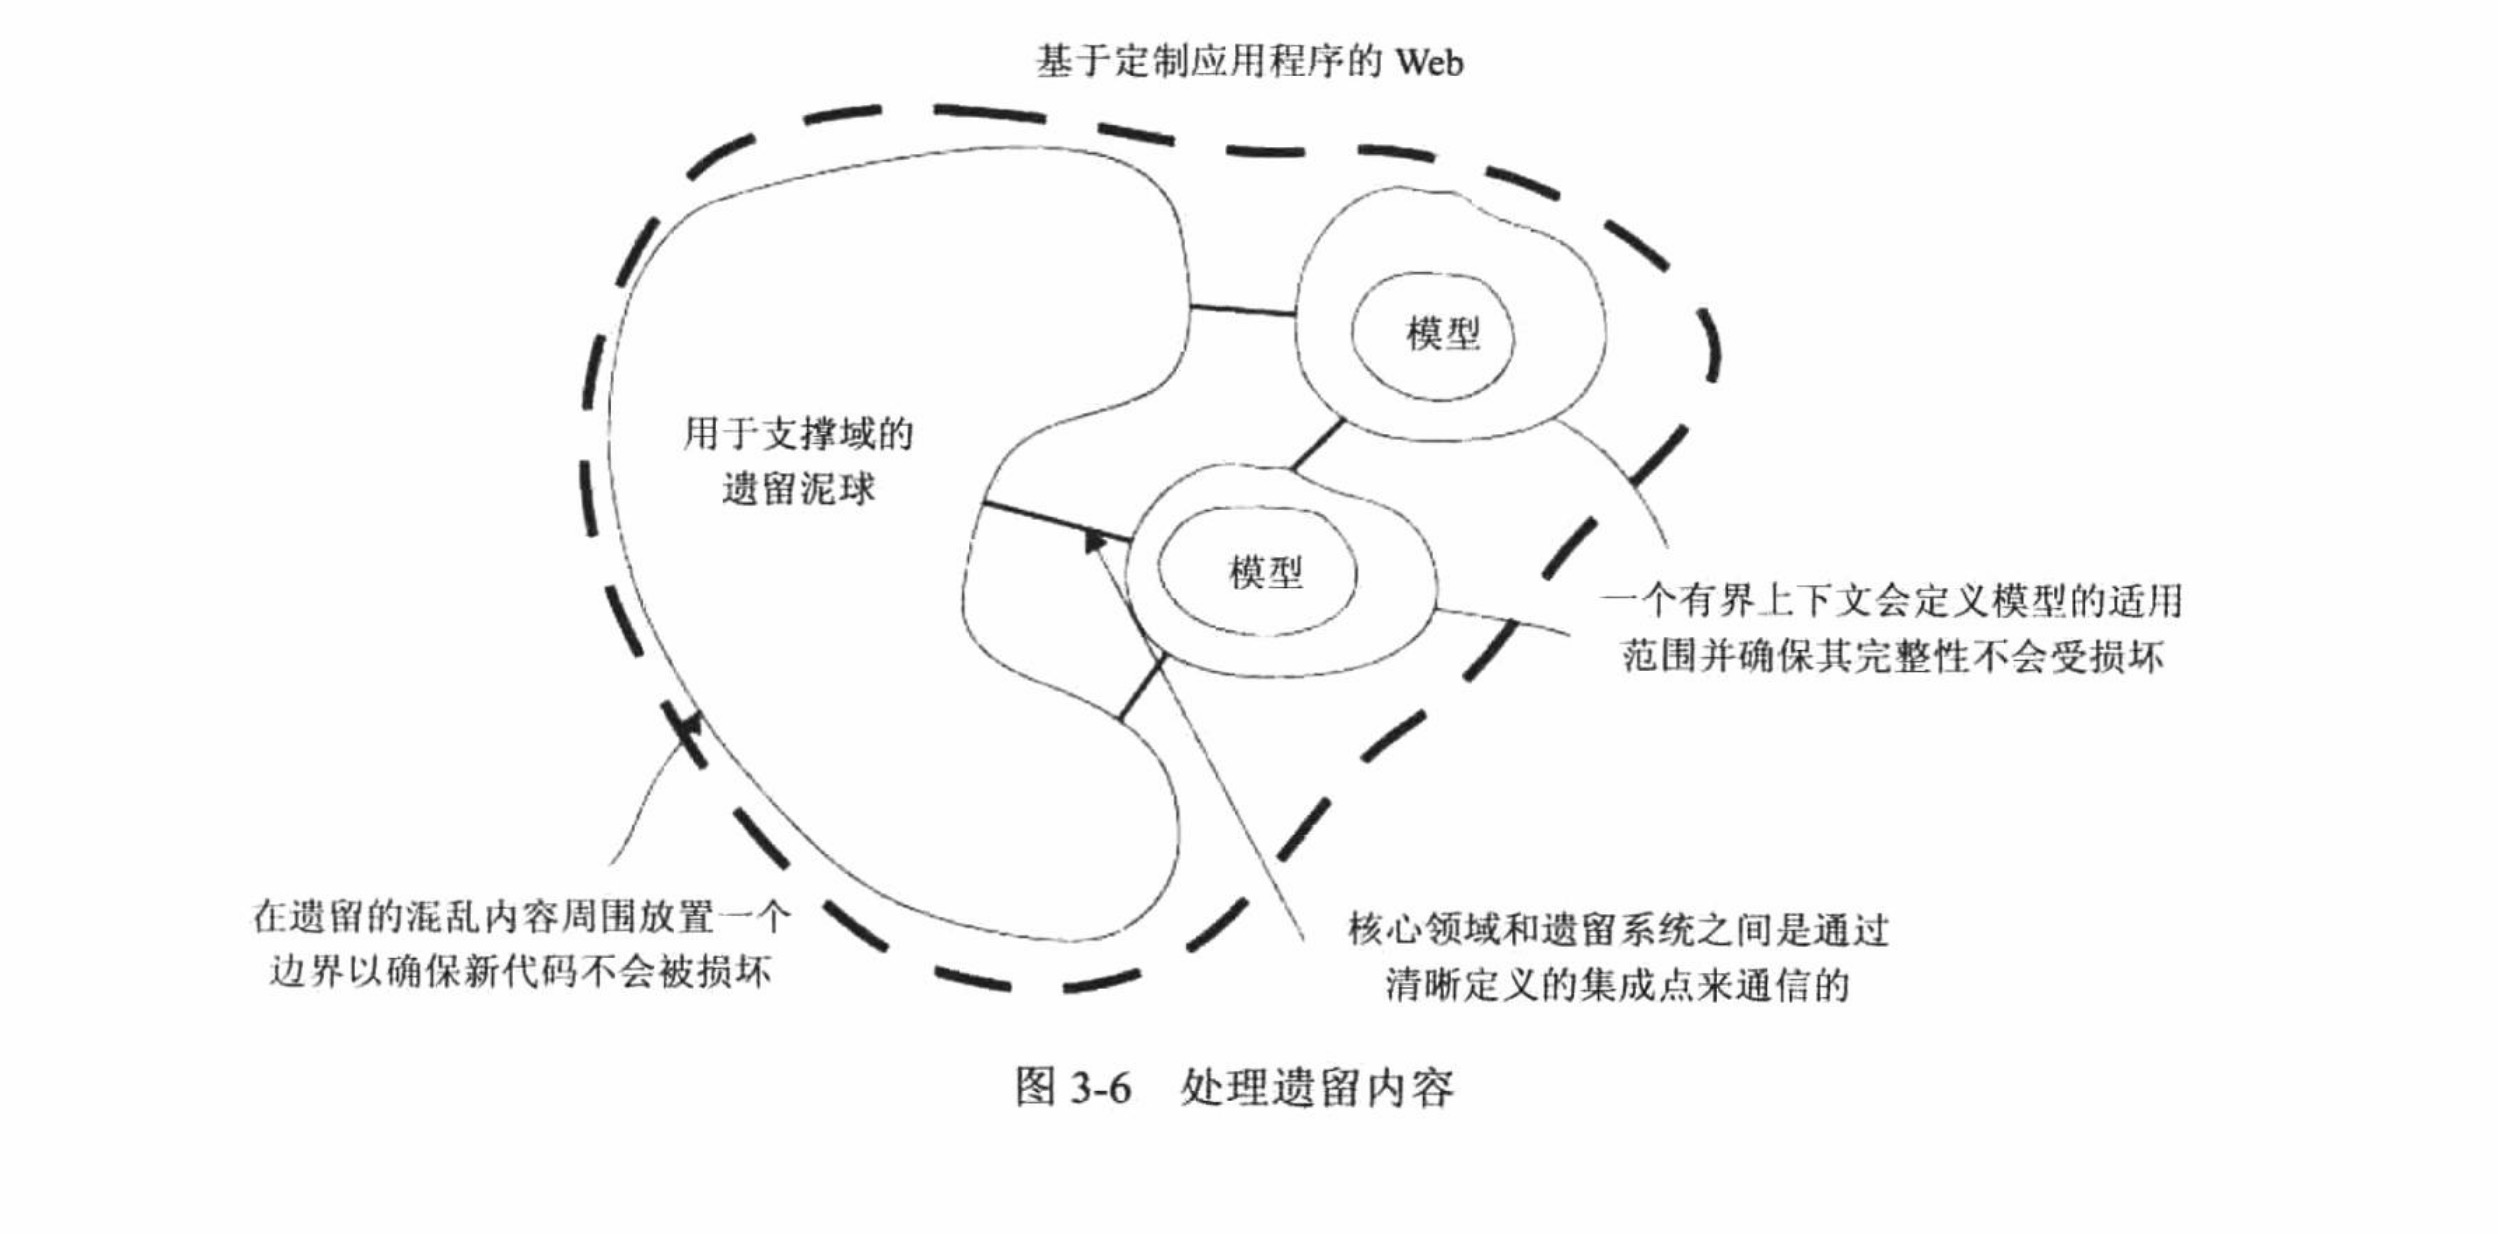 基于定制应用程序的 Web
模型
用于支撑域的
遗留泥球
模型
一个有界上下文会定义模型的适用
范围并确保其完整性不会受损坏
在遗留的混乱内容周围放置一个
边界以确保新代码不会被损坏
核心领域和遗留系统之间是通过
清晰定义的集成点来通信的
图 3-6 处理遗留内容